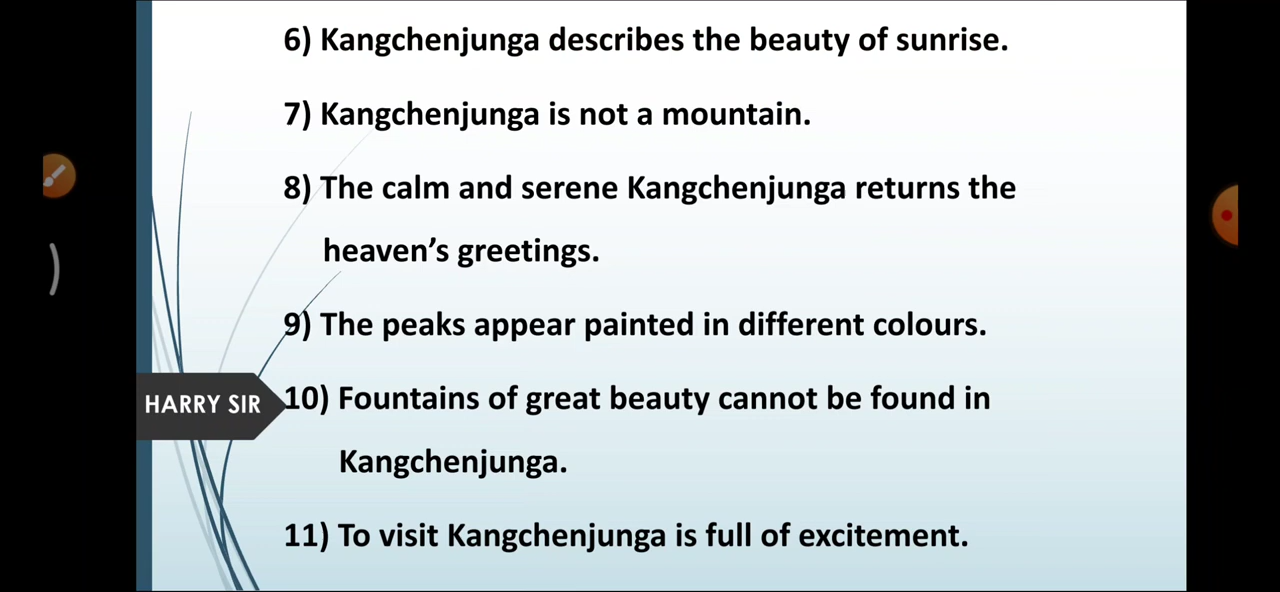 6) Kangchenjunga describes the beauty of sunrise.
7) Kangchenjunga is not a mountain.
8) The calm and serene Kangchenjunga returns the
heaven’s greetings.
9) The peaks appear painted in different colours.
HARRY SIR
10) Fountains of great beauty cannot be found in
Kangchenjunga.
11) To visit Kangchenjunga is full of excitement.